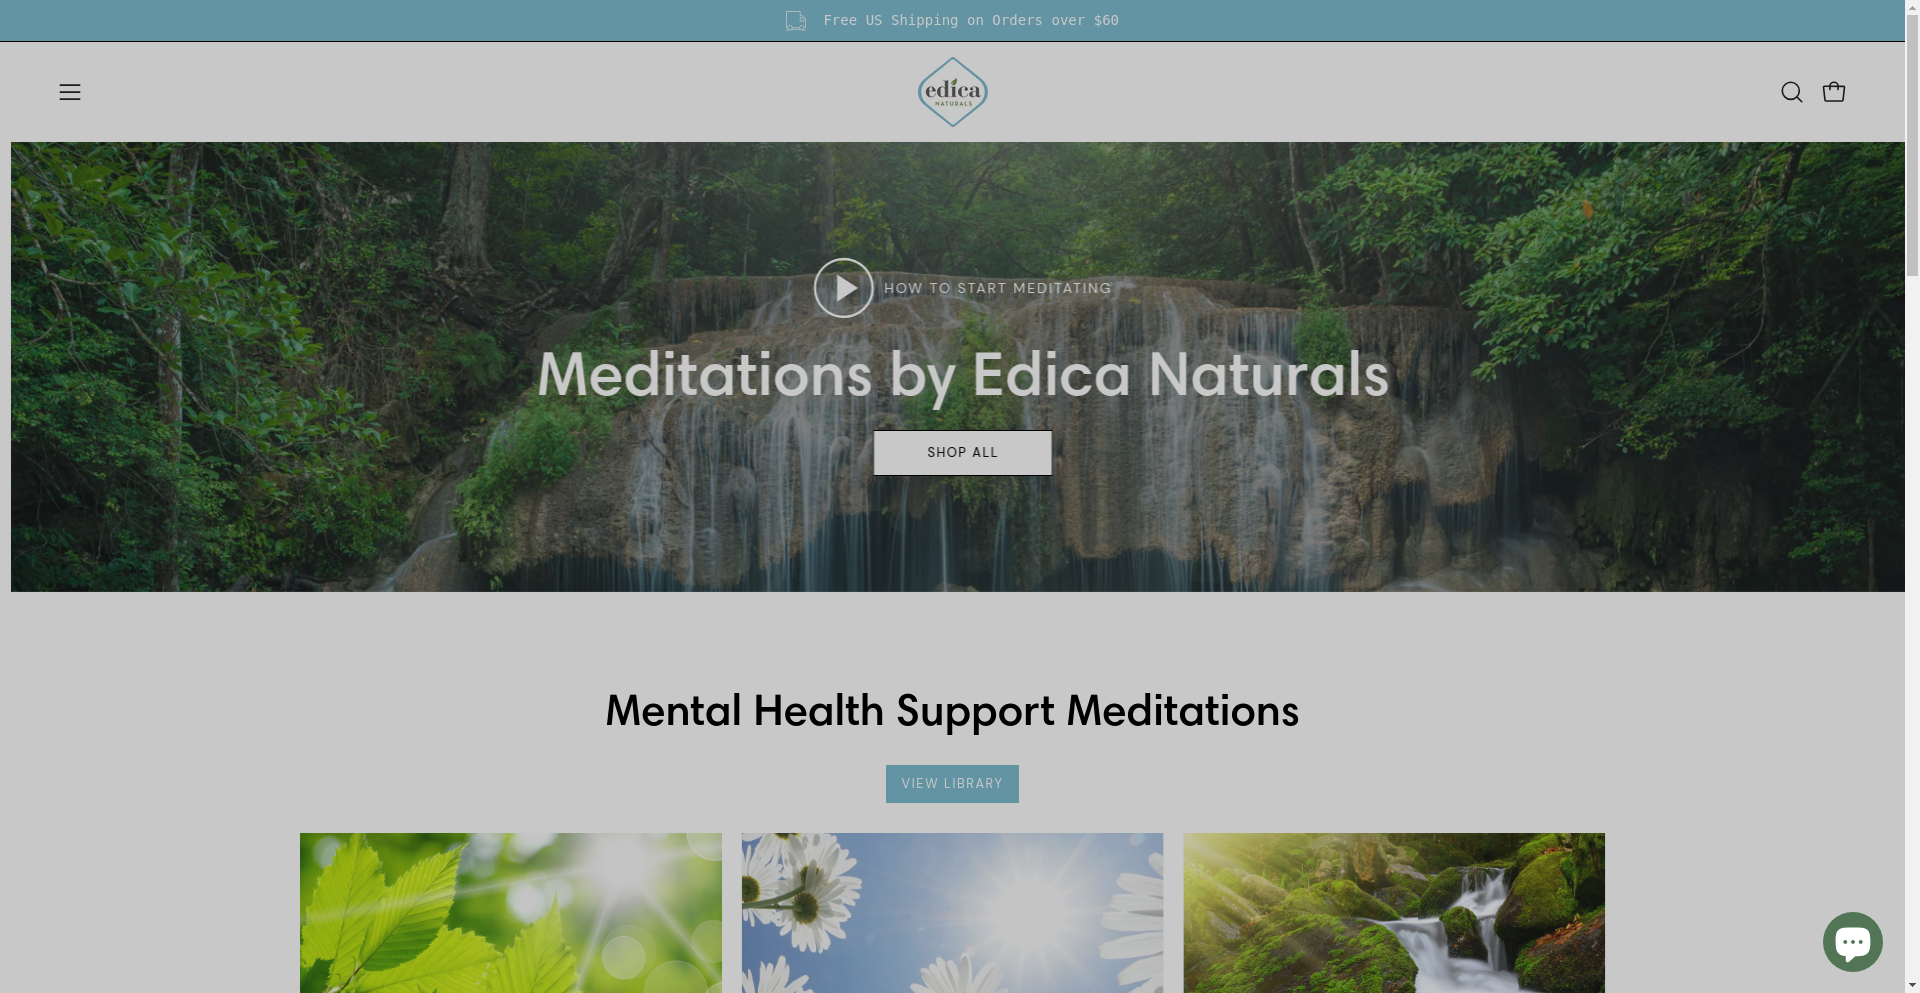 Free US Shipping on Orders over $60
edica
NATURALS
HOW TO START MEDITATING
Meditations by Edica Naturals
SHOP ALL
Mental Health Support Meditations
VIEW LIBRARY